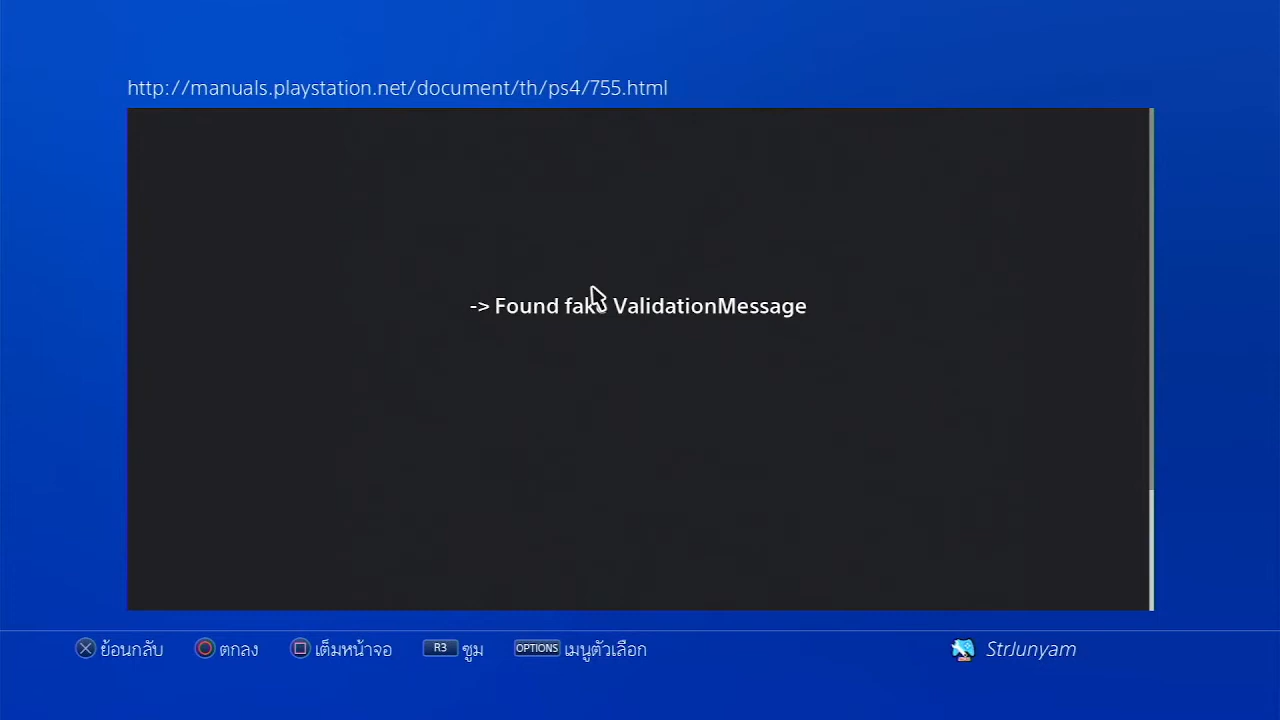 http://manuals.playstation.net/document/th/ps4/755.html
-> Found fake ValidationMessage
ย้อนกลับ ตกลง เต็มหน้าจอ R3 ซูม OPTIONS เมนูตัวเลือก StrJunyam